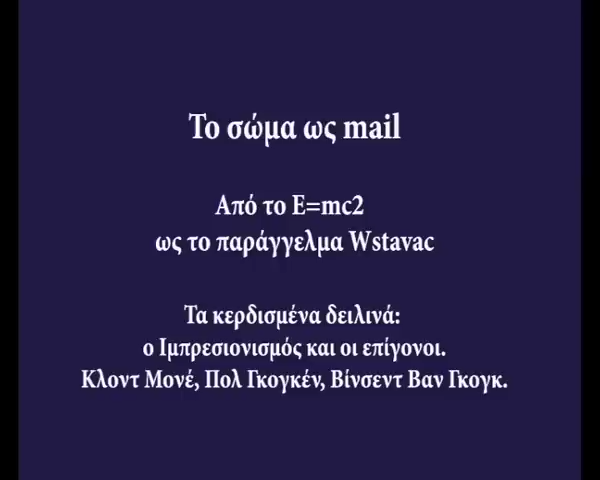 Το σώμα ως mail
Από το E=mc2
ως το παράγγελμα Wstavac
Τα κερδισμένα δειλινά:
ο Ιμπρεσιονισμός και οι επίγονοι.
Κλοντ Μονέ, Πολ Γκογκέν, Βίνσεντ Βαν Γκογκ.